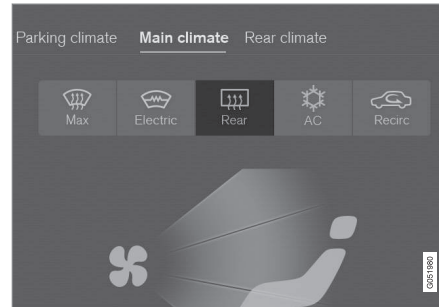 Parking climate Main climate Rear climate
Max Electric Rear AC Recirc
G051980